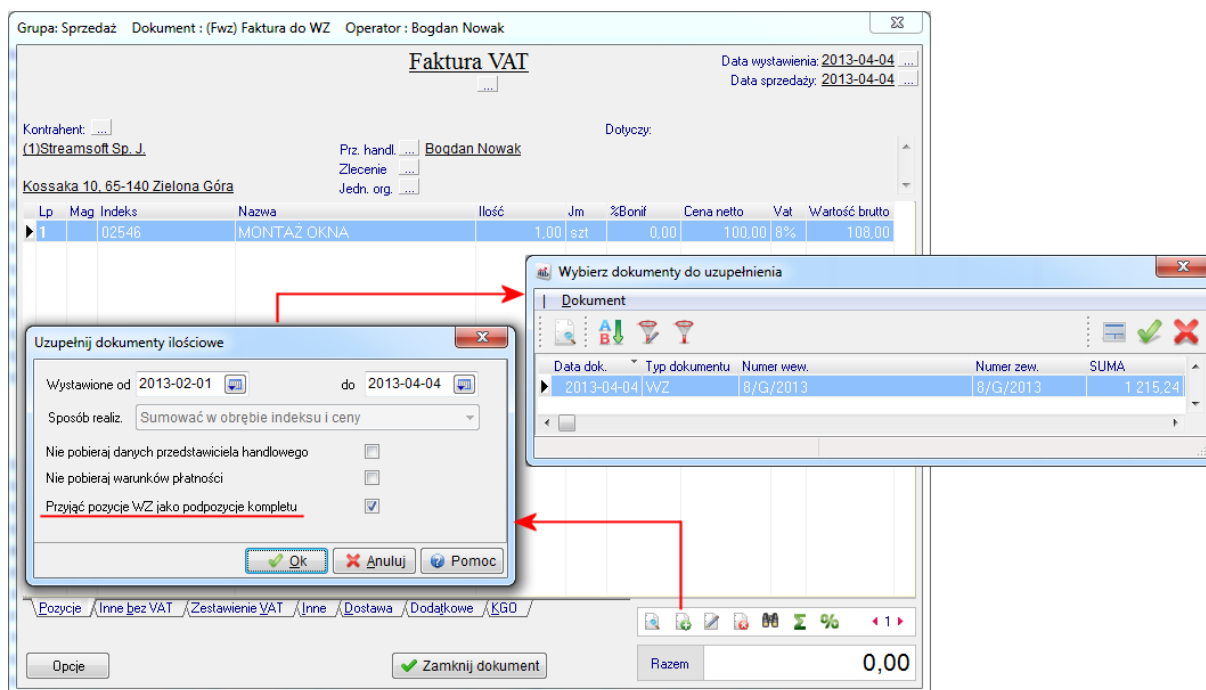 Grupa: Sprzedaż Dokument : (Fwz) Faktura do WZ Operator : Bogdan Nowak
Faktura VAT
...
Data wystawienia: 2013-04-04 ...
Data sprzedaży: 2013-04-04 ...
Kontrahent: ...
Dotyczy:
(1)Streamsoft Sp. J.
Prz. handl. ... Bogdan Nowak
Zlecenie ...
Kossaka 10, 65-140 Zielona Góra
Jedn. org. ...
Lp Mag Indeks Nazwa Ilość Jm %Bonif Cena netto Vat Wartość brutto
1 02546 MONTAŻ OKNA 1,00 szt 0,00 100,00 8% 108,00
Wybierz dokumenty do uzupełnienia
Dokument
Data dok. Typ dokumentu Numer wew. Numer zew. SUMA
2013-04-04 WZ 8/G/2013 8/G/2013 1 215,24
Uzupełnij dokumenty ilościowe
Wystawione od 2013-02-01 do 2013-04-04
Sposób realiz. Sumować w obrębie indeksu i ceny
Nie pobieraj danych przedstawiciela handlowego
Nie pobieraj warunków płatności
Przyjąć pozycje WZ jako podpozycje kompletu
Ok Anuluj Pomoc
Pozycje Inne bez VAT Zestawienie VAT Inne Dostawa Dodatkowe KGO
1
Opcje Zamknij dokument Razem 0,00